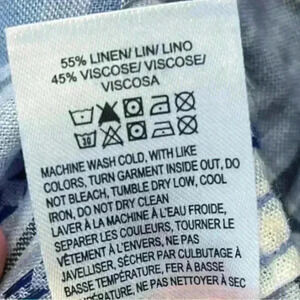 55% LINEN/ LIN/ LINO
45% VISCOSE/ VISCOSE/
VISCOSA
30
MACHINE WASH COLD, WITH LIKE
COLORS, TURN GARMENT INSIDE OUT, DO
NOT BLEACH, TUMBLE DRY LOW, COOL
IRON, DO NOT DRY CLEAN
LAVER À LA MACHINE À L'EAU FROIDE,
SEPARER LES COULEURS, TOURNER LE
VÊTEMENT À L'ENVERS, NE PAS
JAVELLISER, SÉCHER PAR CULBUTAGE À
BASSE TEMPÉRATURE, FER À BASSE
TEMPÉRATURE, NE PAS NETTOYER À SEC